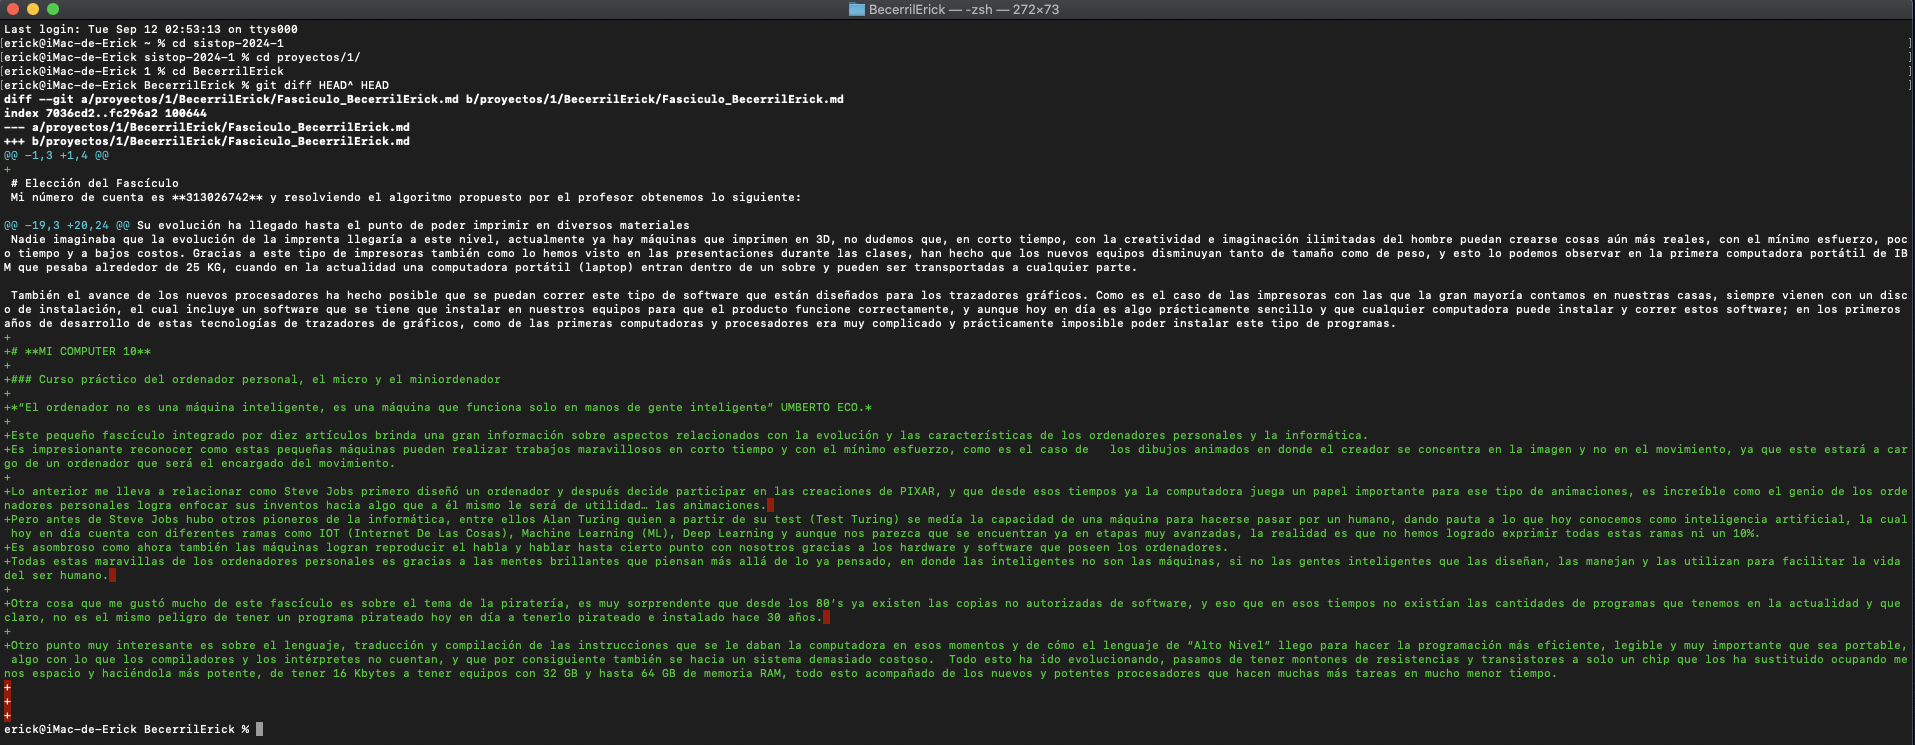 BecerrilErick — -zsh — 272×73
Last login: Tue Sep 12 02:53:13 on ttys000
[erick@iMac-de-Erick ~ % cd sistop-2024-1 ]
[erick@iMac-de-Erick sistop-2024-1 % cd proyectos/1/ ]
[erick@iMac-de-Erick 1 % cd BecerrilErick ]
[erick@iMac-de-Erick BecerrilErick % git diff HEAD^ HEAD ]
diff --git a/proyectos/1/BecerrilErick/Fasciculo_BecerrilErick.md b/proyectos/1/BecerrilErick/Fasciculo_BecerrilErick.md
index 7036cd2..fc296a2 100644
--- a/proyectos/1/BecerrilErick/Fasciculo_BecerrilErick.md
+++ b/proyectos/1/BecerrilErick/Fasciculo_BecerrilErick.md
@@ -1,3 +1,4 @@
+
 # Elección del Fascículo
 Mi número de cuenta es **313026742** y resolviendo el algoritmo propuesto por el profesor obtenemos lo siguiente:
@@ -19,3 +20,24 @@ Su evolución ha llegado hasta el punto de poder imprimir en diversos materiales
 Nadie imaginaba que la evolución de la imprenta llegaría a este nivel, actualmente ya hay máquinas que imprimen en 3D, no dudemos que, en corto tiempo, con la creatividad e imaginación ilimitadas del hombre puedan crearse cosas aún más reales, con el mínimo esfuerzo, poc
o tiempo y a bajos costos. Gracias a este tipo de impresoras también como lo hemos visto en las presentaciones durante las clases, han hecho que los nuevos equipos disminuyan tanto de tamaño como de peso, y esto lo podemos observar en la primera computadora portátil de IB
M que pesaba alrededor de 25 KG, cuando en la actualidad una computadora portátil (laptop) entran dentro de un sobre y pueden ser transportadas a cualquier parte.
 También el avance de los nuevos procesadores ha hecho posible que se puedan correr este tipo de software que están diseñados para los trazadores gráficos. Como es el caso de las impresoras con las que la gran mayoría contamos en nuestras casas, siempre vienen con un disc
o de instalación, el cual incluye un software que se tiene que instalar en nuestros equipos para que el producto funcione correctamente, y aunque hoy en día es algo prácticamente sencillo y que cualquier computadora puede instalar y correr estos software; en los primeros
años de desarrollo de estas tecnologías de trazadores de gráficos, como de las primeras computadoras y procesadores era muy complicado y prácticamente imposible poder instalar este tipo de programas.
+
+# **MI COMPUTER 10**
+
+### Curso práctico del ordenador personal, el micro y el miniordenador
+
+*“El ordenador no es una máquina inteligente, es una máquina que funciona solo en manos de gente inteligente” UMBERTO ECO.*
+
+Este pequeño fascículo integrado por diez artículos brinda una gran información sobre aspectos relacionados con la evolución y las características de los ordenadores personales y la informática.
+Es impresionante reconocer como estas pequeñas máquinas pueden realizar trabajos maravillosos en corto tiempo y con el mínimo esfuerzo, como es el caso de   los dibujos animados en donde el creador se concentra en la imagen y no en el movimiento, ya que este estará a car
go de un ordenador que será el encargado del movimiento.
+
+Lo anterior me lleva a relacionar como Steve Jobs primero diseñó un ordenador y después decide participar en las creaciones de PIXAR, y que desde esos tiempos ya la computadora juega un papel importante para ese tipo de animaciones, es increíble como el genio de los orde
nadores personales logra enfocar sus inventos hacia algo que a él mismo le será de utilidad… las animaciones.
+Pero antes de Steve Jobs hubo otros pioneros de la informática, entre ellos Alan Turing quien a partir de su test (Test Turing) se medía la capacidad de una máquina para hacerse pasar por un humano, dando pauta a lo que hoy conocemos como inteligencia artificial, la cual
 hoy en día cuenta con diferentes ramas como IOT (Internet De Las Cosas), Machine Learning (ML), Deep Learning y aunque nos parezca que se encuentran ya en etapas muy avanzadas, la realidad es que no hemos logrado exprimir todas estas ramas ni un 10%.
+Es asombroso como ahora también las máquinas logran reproducir el habla y hablar hasta cierto punto con nosotros gracias a los hardware y software que poseen los ordenadores.
+Todas estas maravillas de los ordenadores personales es gracias a las mentes brillantes que piensan más allá de lo ya pensado, en donde las inteligentes no son las máquinas, si no las gentes inteligentes que las diseñan, las manejan y las utilizan para facilitar la vida
del ser humano.
+
+Otra cosa que me gustó mucho de este fascículo es sobre el tema de la piratería, es muy sorprendente que desde los 80’s ya existen las copias no autorizadas de software, y eso que en esos tiempos no existían las cantidades de programas que tenemos en la actualidad y que
claro, no es el mismo peligro de tener un programa pirateado hoy en día a tenerlo pirateado e instalado hace 30 años.
+
+Otro punto muy interesante es sobre el lenguaje, traducción y compilación de las instrucciones que se le daban la computadora en esos momentos y de cómo el lenguaje de “Alto Nivel” llego para hacer la programación más eficiente, legible y muy importante que sea portable,
 algo con lo que los compiladores y los intérpretes no cuentan, y que por consiguiente también se hacia un sistema demasiado costoso.  Todo esto ha ido evolucionando, pasamos de tener montones de resistencias y transistores a solo un chip que los ha sustituido ocupando me
nos espacio y haciéndola más potente, de tener 16 Kbytes a tener equipos con 32 GB y hasta 64 GB de memoria RAM, todo esto acompañado de los nuevos y potentes procesadores que hacen muchas más tareas en mucho menor tiempo.
+
+
+
erick@iMac-de-Erick BecerrilErick %